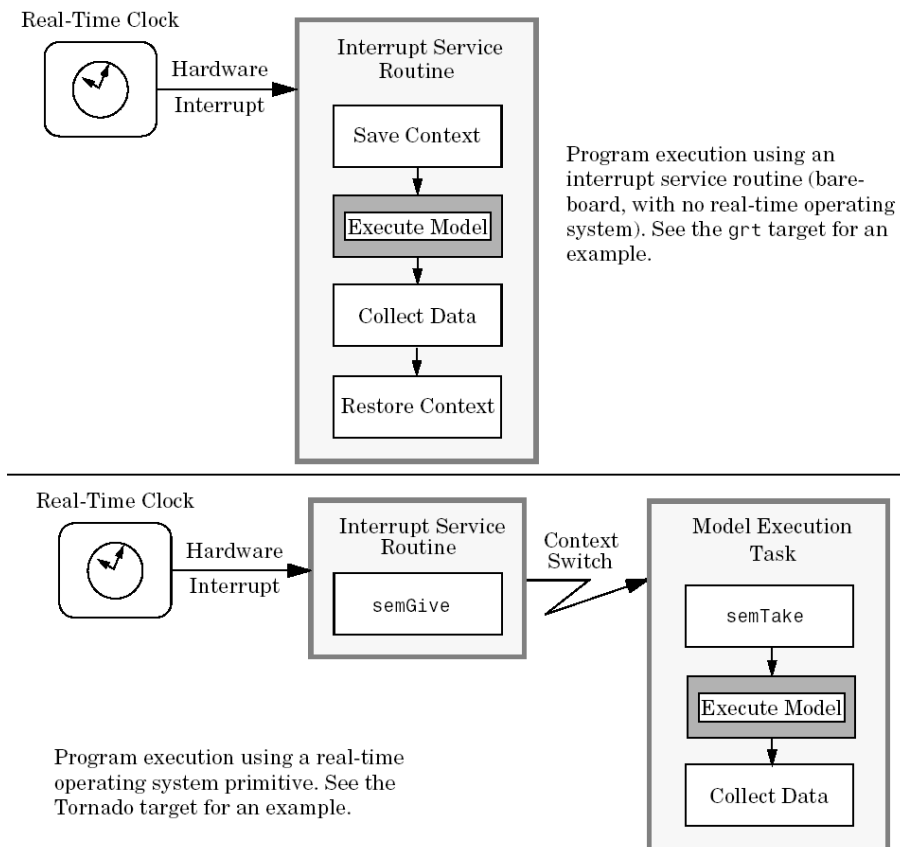 Real-Time Clock
Hardware
Interrupt
Interrupt Service
Routine
Save Context
Execute Model
Collect Data
Restore Context
Program execution using an
interrupt service routine (bare-
board, with no real-time operating
system). See the grt target for an
example.
Real-Time Clock
Hardware
Interrupt
Interrupt Service
Routine
semGive
Context
Switch
Model Execution
Task
semTake
Execute Model
Collect Data
Program execution using a real-time
operating system primitive. See the
Tornado target for an example.